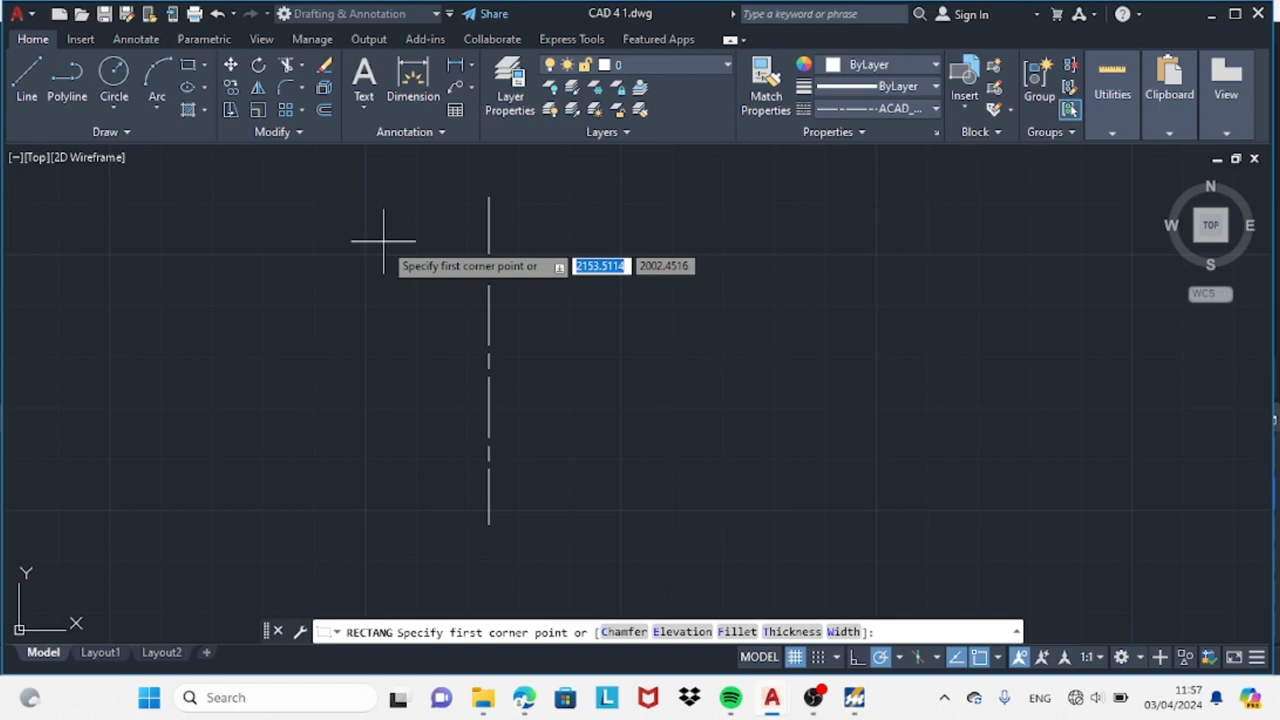 Drafting & Annotation
Share
CAD 4 1.dwg
Type a keyword or phrase
Sign In
Home
Insert
Annotate
Parametric
View
Manage
Output
Add-ins
Collaborate
Express Tools
Featured Apps
Line
Polyline
Circle
Arc
Text
Dimension
Layer
Properties
0
Match
Properties
ByLayer
ByLayer
ACAD_...
Insert
Group
Utilities
Clipboard
View
Draw
Modify
Annotation
Layers
Properties
Block
Groups
[−][Top][2D Wireframe]
N
W
TOP
E
S
WCS
Specify first corner point or
2153.5114
2002.4516
Y
X
RECTANG Specify first corner point or [Chamfer Elevation Fillet Thickness Width]:
Model
Layout1
Layout2
MODEL
1:1
Search
ENG
11:57
03/04/2024